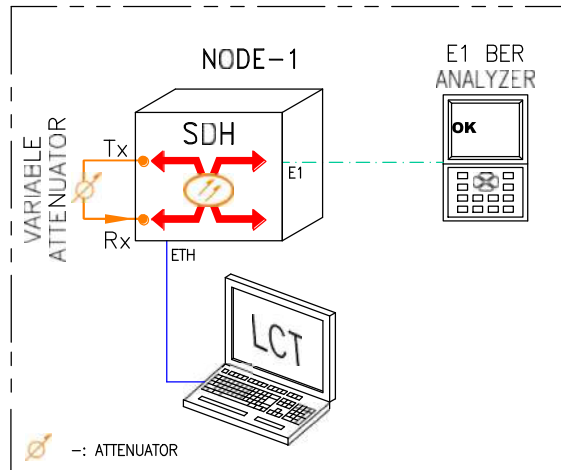 NODE-1
E1 BER
ANALYZER
OK
SDH
Tx
E1
VARIABLE
ATTENUATOR
Rx
ETH
LCT
-: ATTENUATOR